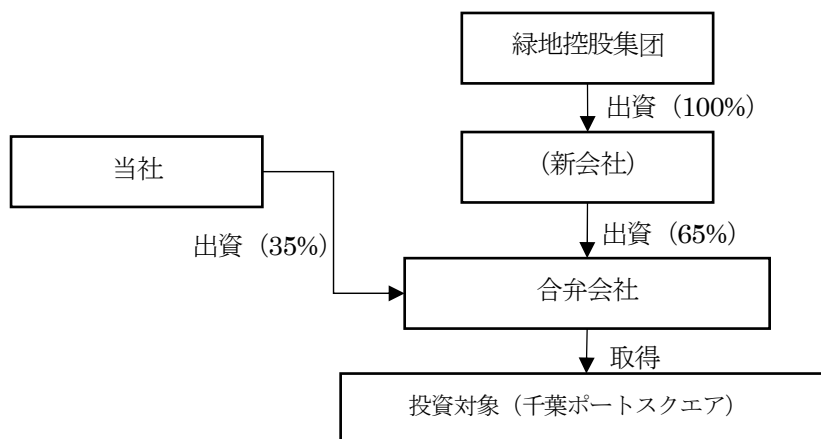 緑地控股集団
出資（100%）
当社
（新会社）
出資（35%）
出資（65%）
合弁会社
取得
投資対象（千葉ポートスクエア）